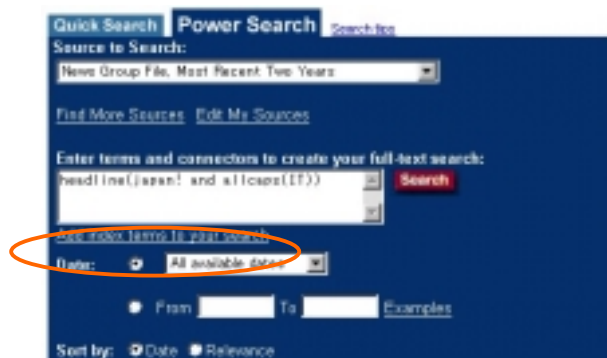 Quick Search Power Search Search tips
Source to Search:
News Group File, Most Recent Two Years
Find More Sources Edit My Sources
Enter terms and connectors to create your full-text search:
headline(japan! and allcaps(IT)) Search
Add index terms to your search
Date: All available dates
From To Examples
Sort by: Date Relevance